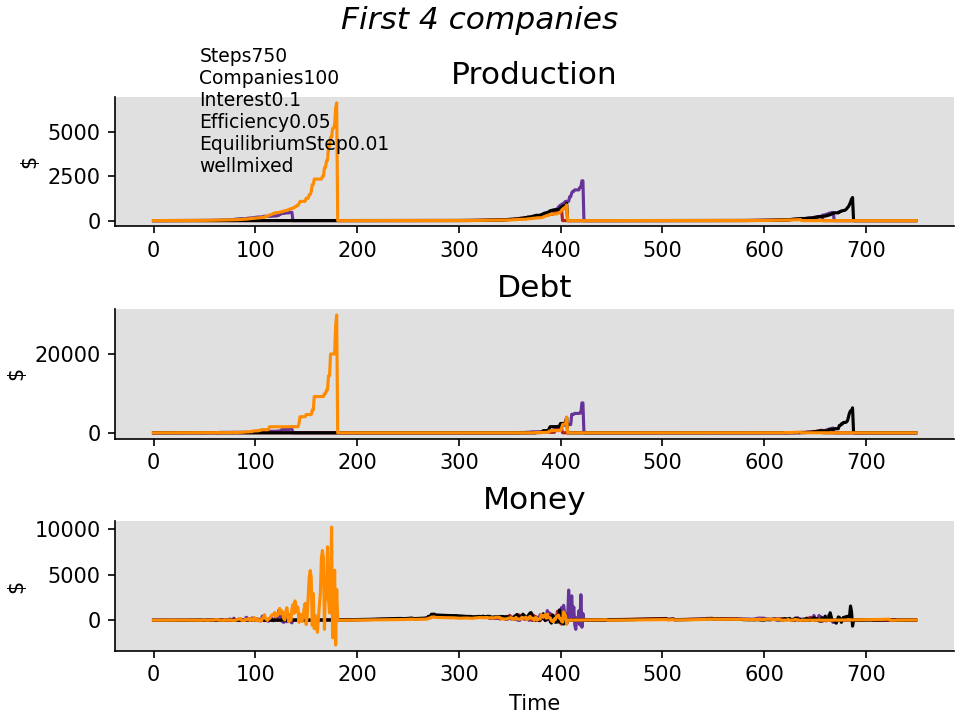 First 4 companies
Steps750
Companies100
Interest0.1
Efficiency0.05
EquilibriumStep0.01
wellmixed
Production
$
5000
2500
0
0 100 200 300 400 500 600 700
Debt
$
20000
0
0 100 200 300 400 500 600 700
Money
$
10000
5000
0
0 100 200 300 400 500 600 700
Time